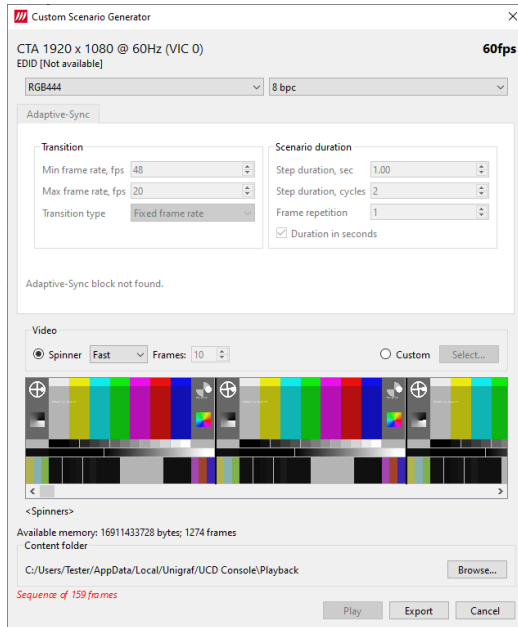 Custom Scenario Generator
CTA 1920 x 1080 @ 60Hz (VIC 0) 60fps
EDID [Not available]
RGB444 8 bpc
Adaptive-Sync
Transition Scenario duration
Min frame rate, fps 48 Step duration, sec 1.00
Max frame rate, fps 20 Step duration, cycles 2
Transition type Fixed frame rate Frame repetition 1
Duration in seconds
Adaptive-Sync block not found.
Video
Spinner Fast Frames: 10 Custom Select...
<Spinners>
Available memory: 16911433728 bytes; 1274 frames
Content folder
C:/Users/Tester/AppData/Local/Unigraf/UCD Console\Playback Browse...
Sequence of 159 frames
Play Export Cancel